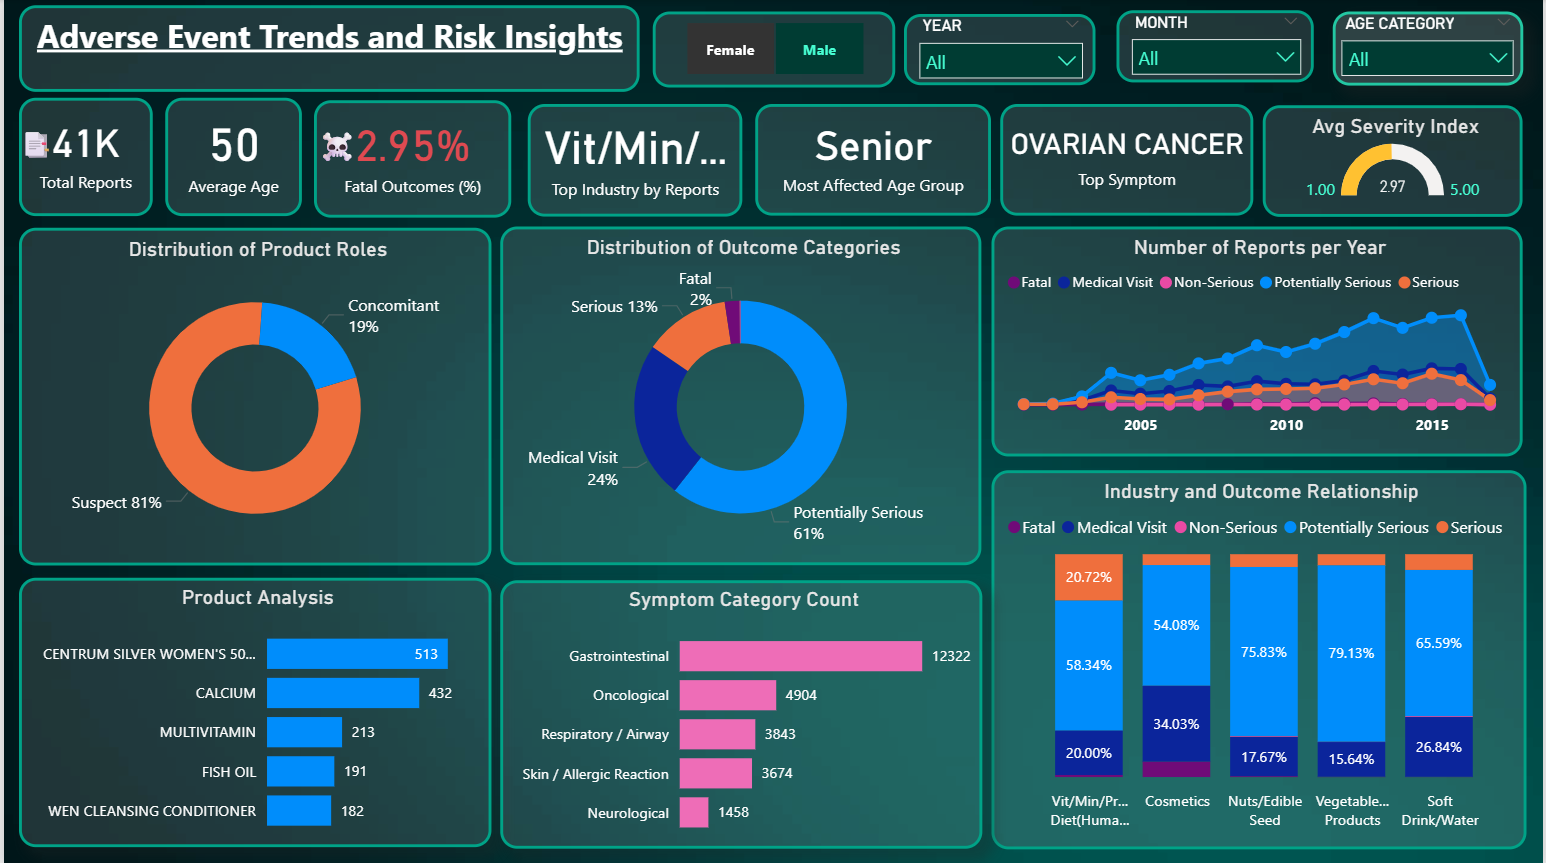 Adverse Event Trends and Risk Insights
Female
Male
YEAR
All
MONTH
All
AGE CATEGORY
All
41K
Total Reports
50
Average Age
2.95%
Fatal Outcomes (%)
Vit/Min/...
Top Industry by Reports
Senior
Most Affected Age Group
OVARIAN CANCER
Top Symptom
Avg Severity Index
1.00
2.97
5.00
Distribution of Product Roles
Concomitant
19%
Suspect 81%
Distribution of Outcome Categories
Fatal
2%
Serious 13%
Medical Visit
24%
Potentially Serious
61%
Number of Reports per Year
Fatal Medical Visit Non-Serious Potentially Serious Serious
2005 2010 2015
Industry and Outcome Relationship
Fatal Medical Visit Non-Serious Potentially Serious Serious
20.72%
58.34%
20.00%
54.08%
34.03%
75.83%
17.67%
79.13%
15.64%
65.59%
26.84%
Vit/Min/Pr...
Diet(Huma...
Cosmetics
Nuts/Edible
Seed
Vegetable...
Products
Soft
Drink/Water
Product Analysis
CENTRUM SILVER WOMEN'S 50... 513
CALCIUM 432
MULTIVITAMIN 213
FISH OIL 191
WEN CLEANSING CONDITIONER 182
Symptom Category Count
Gastrointestinal 12322
Oncological 4904
Respiratory / Airway 3843
Skin / Allergic Reaction 3674
Neurological 1458